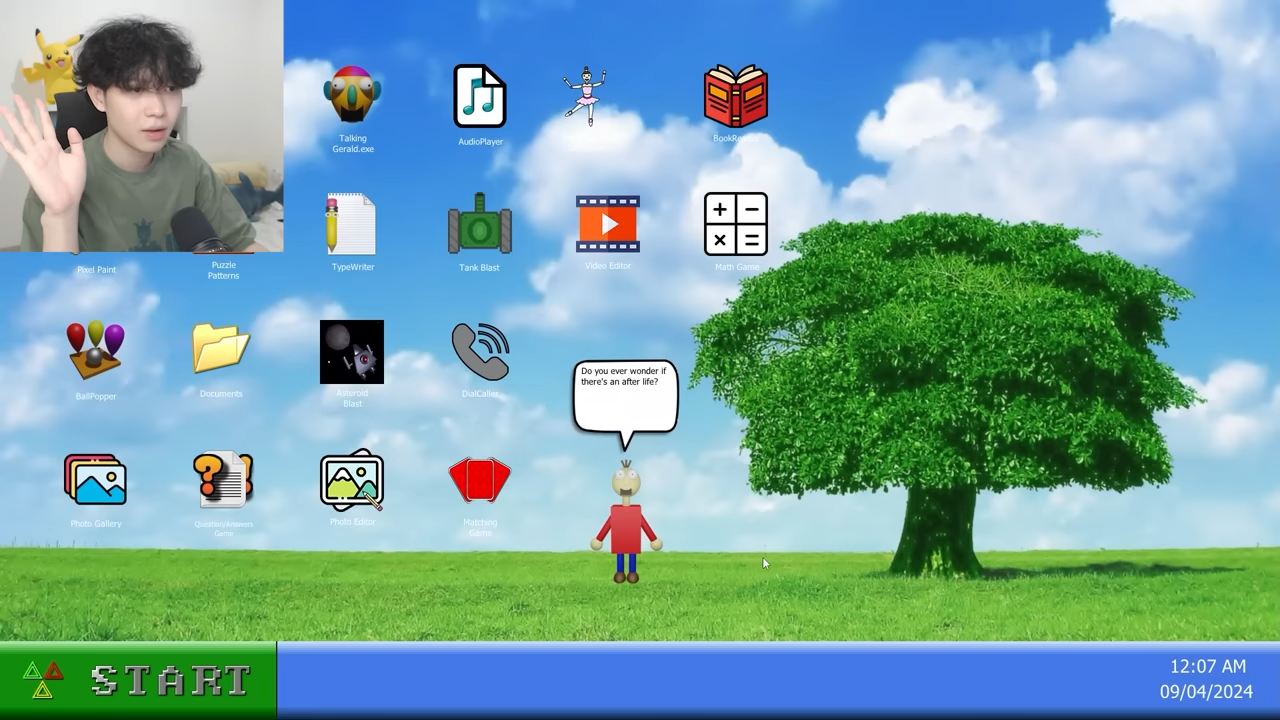 Talking
Gerald.exe
AudioPlayer
Pixel Paint
Puzzle
Patterns
TypeWriter
Tank Blast
Video Editor
Math Game
BallPopper
Documents
Asteroid
Blast
DialCaller
Do you ever wonder if
there's an after life?
Photo Gallery
Question/Answers
Game
Photo Editor
Matching
Game
START
12:07 AM
09/04/2024